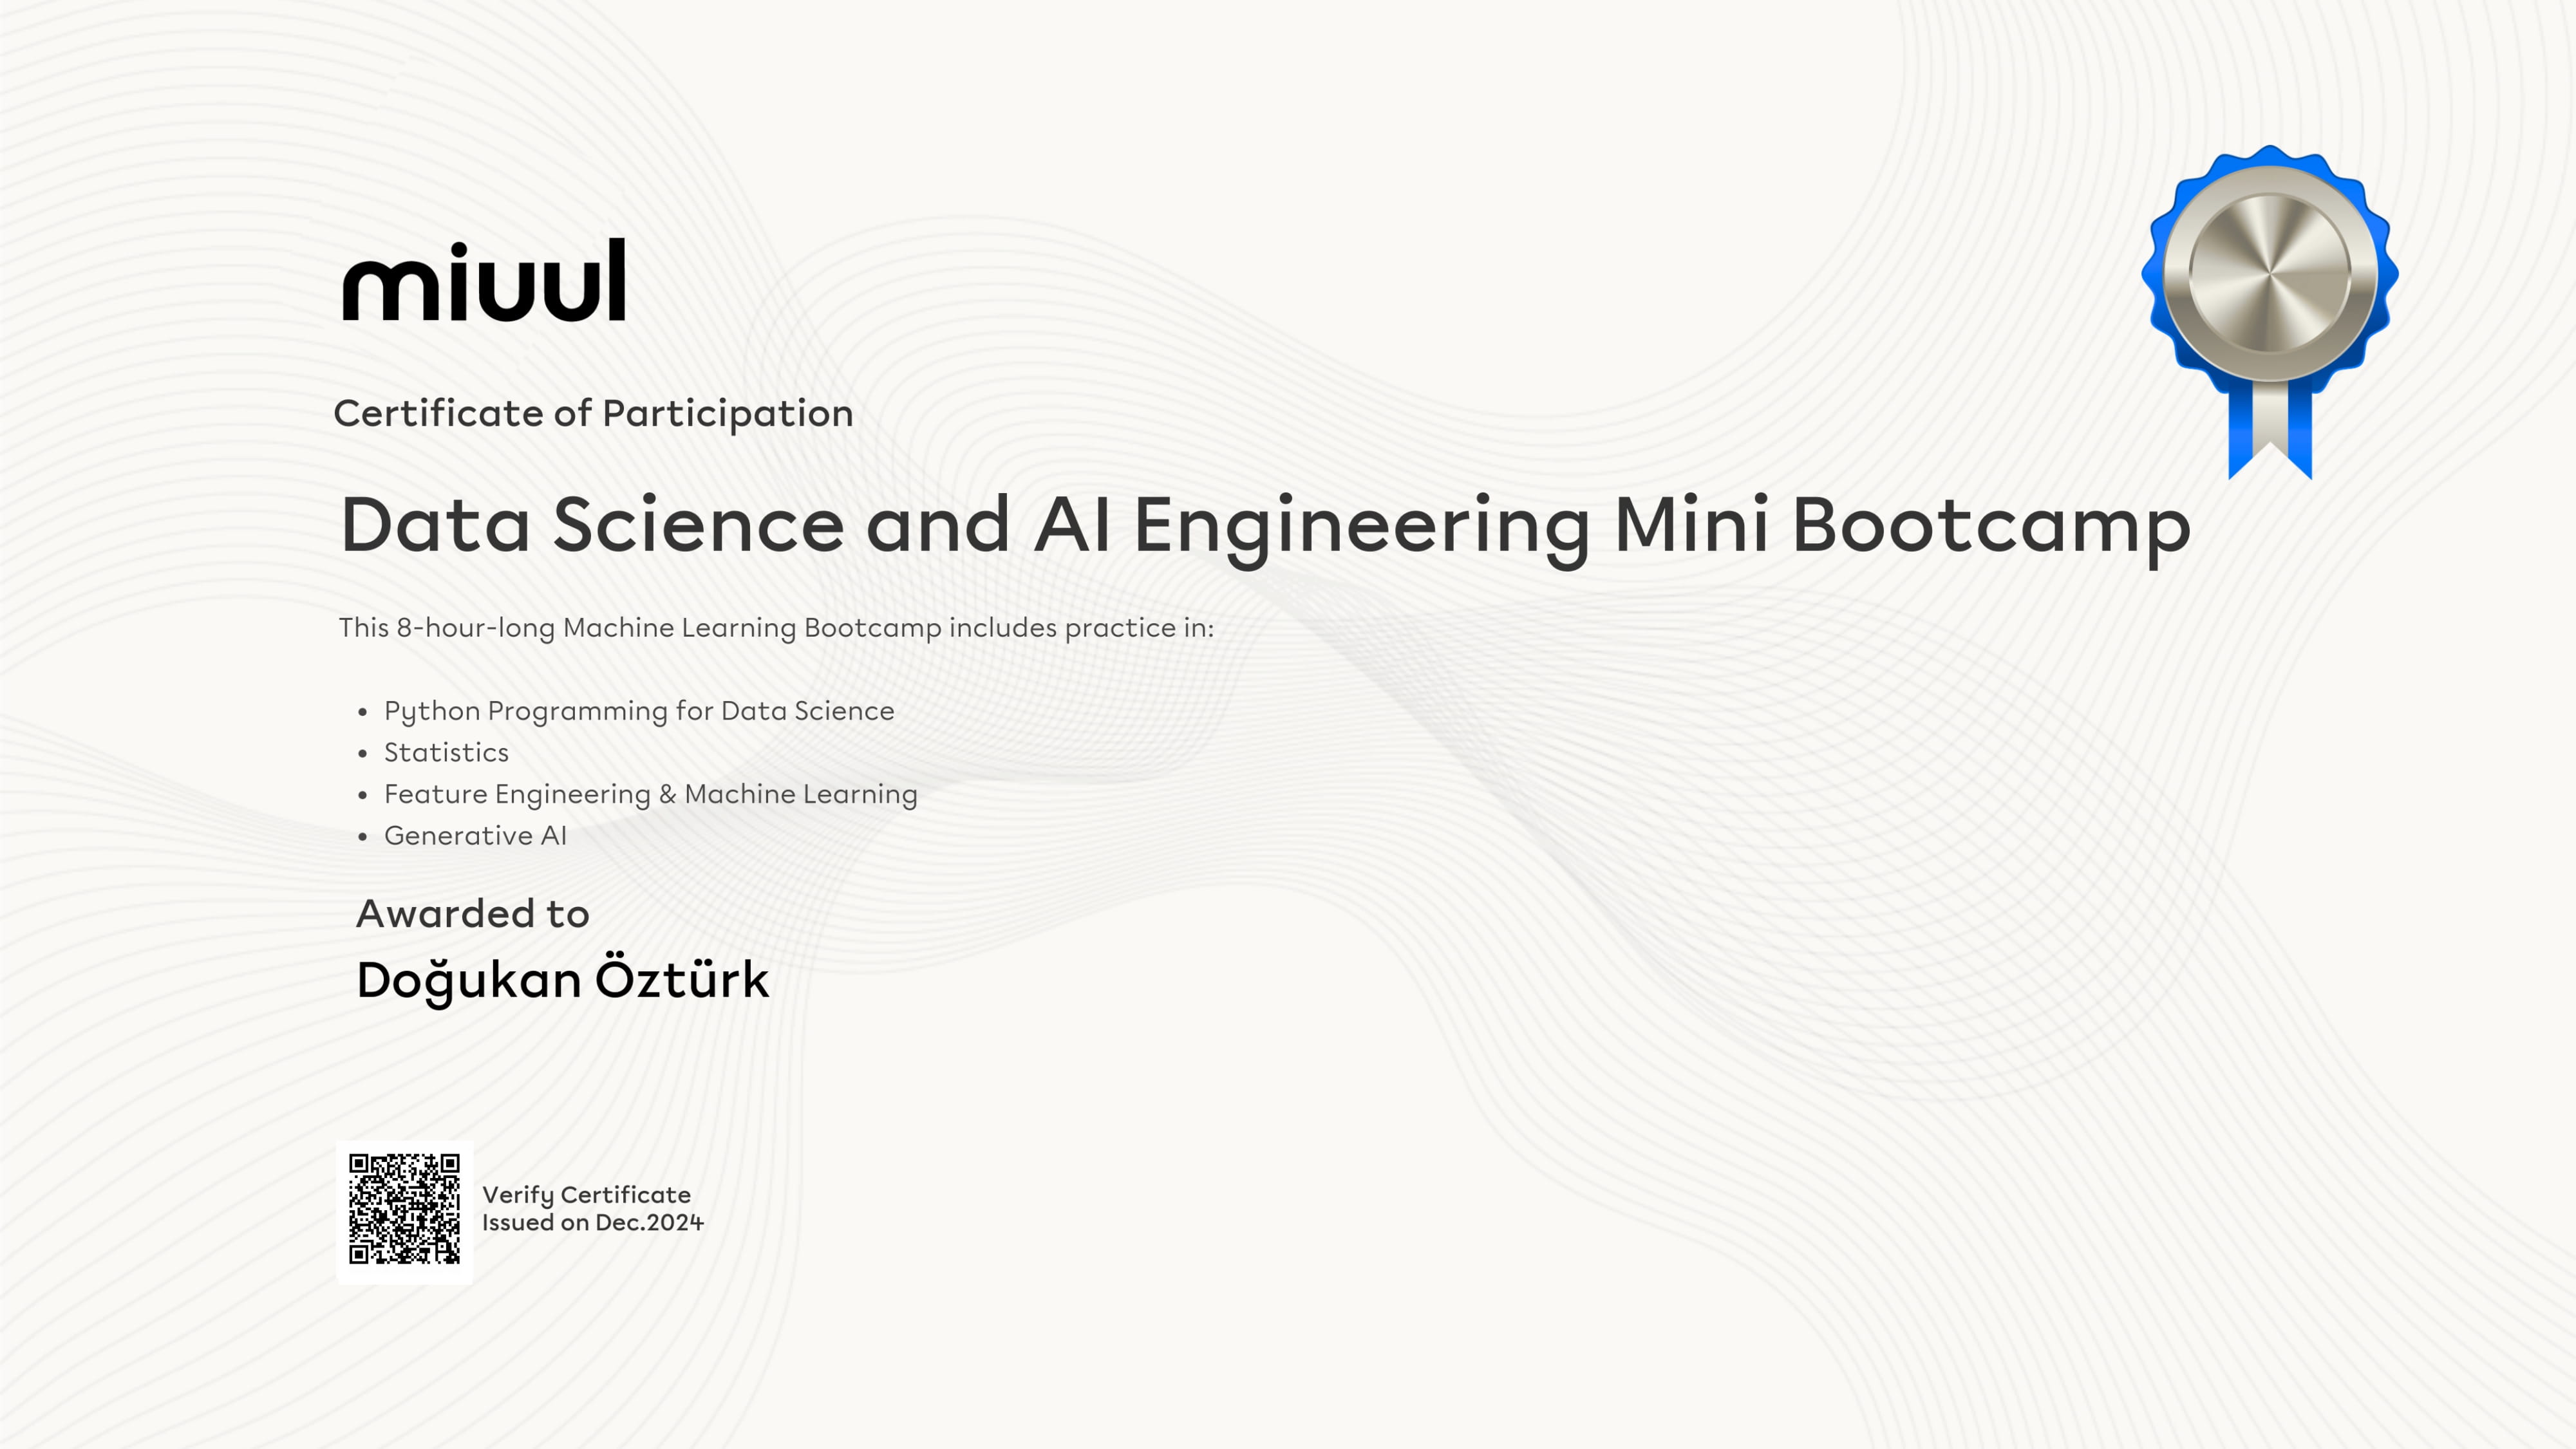 miuul
Certificate of Participation
Data Science and AI Engineering Mini Bootcamp
This 8-hour-long Machine Learning Bootcamp includes practice in:
• Python Programming for Data Science
• Statistics
• Feature Engineering & Machine Learning
• Generative AI
Awarded to
Doğukan Öztürk
Verify Certificate
Issued on Dec.2024